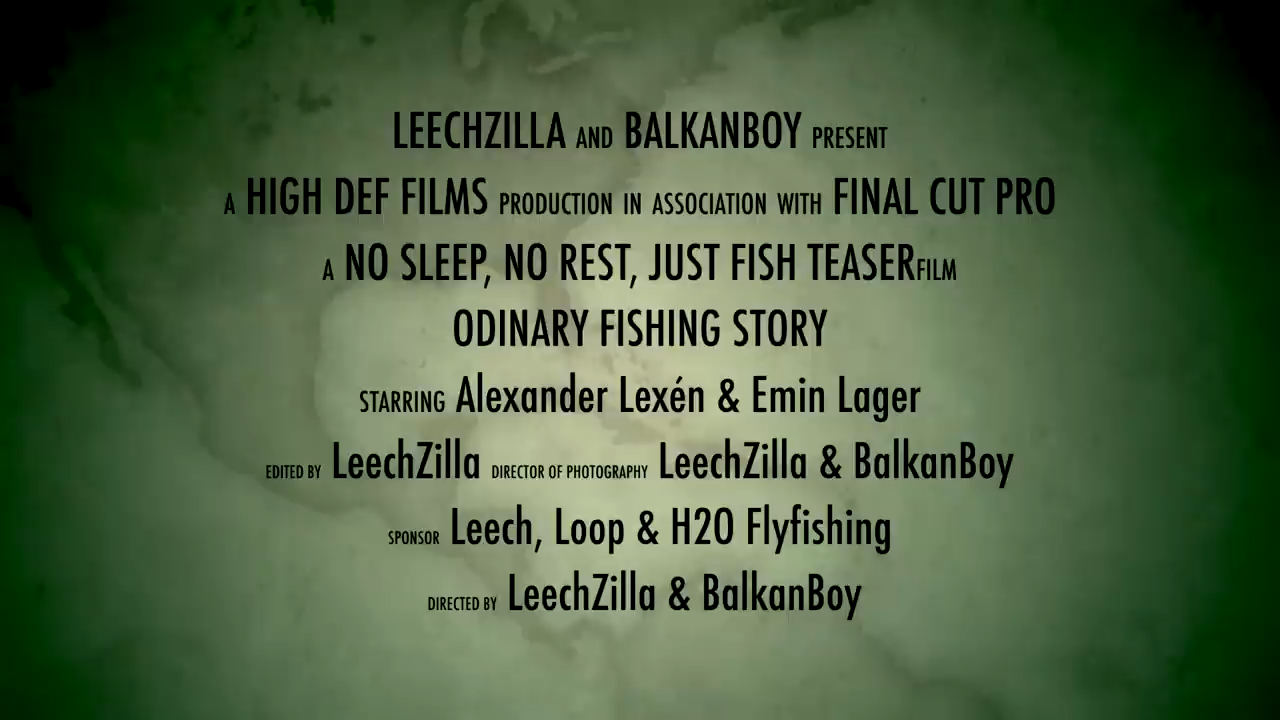 LEECHZILLA AND BALKANBOY PRESENT
A HIGH DEF FILMS PRODUCTION IN ASSOCIATION WITH FINAL CUT PRO
A NO SLEEP, NO REST, JUST FISH TEASERFILM
ODINARY FISHING STORY
STARRING Alexander Lexén & Emin Lager
EDITED BY LeechZilla DIRECTOR OF PHOTOGRAPHY LeechZilla & BalkanBoy
SPONSOR Leech, Loop & H2O Flyfishing
DIRECTED BY LeechZilla & BalkanBoy